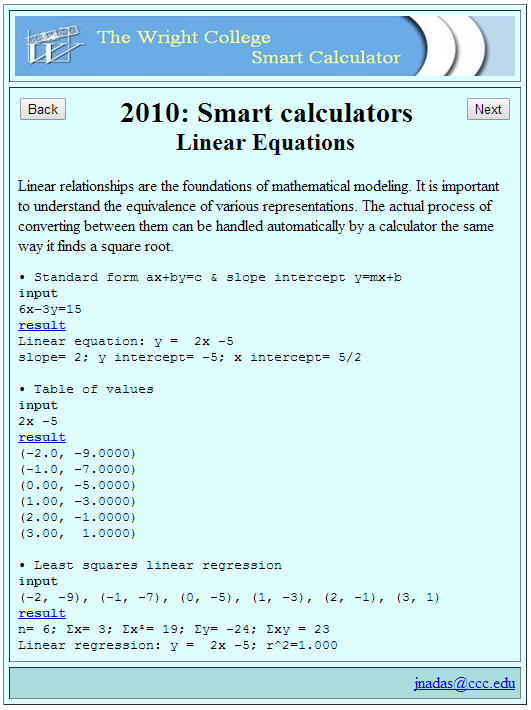 The Wright College
Smart Calculator
Back
2010: Smart calculators
Next
Linear Equations
Linear relationships are the foundations of mathematical modeling. It is important
to understand the equivalence of various representations. The actual process of
converting between them can be handled automatically by a calculator the same
way it finds a square root.
• Standard form ax+by=c & slope intercept y=mx+b
input
6x-3y=15
result
Linear equation: y =  2x -5
slope= 2; y intercept= -5; x intercept= 5/2
• Table of values
input
2x -5
result
(-2.0, -9.0000)
(-1.0, -7.0000)
(0.00, -5.0000)
(1.00, -3.0000)
(2.00, -1.0000)
(3.00,  1.0000)
• Least squares linear regression
input
(-2, -9), (-1, -7), (0, -5), (1, -3), (2, -1), (3, 1)
result
n= 6; Σx= 3; Σx²= 19; Σy= -24; Σxy = 23
Linear regression: y =  2x -5; r^2=1.000
jnadas@ccc.edu